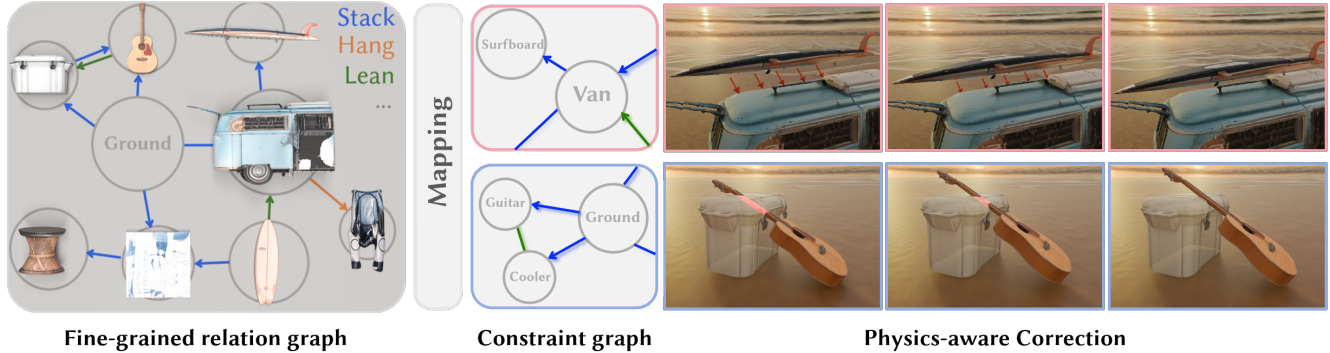 Stack
Hang
Lean
...
Ground
Mapping
Surfboard
Van
Guitar
Ground
Cooler
Fine-grained relation graph
Constraint graph
Physics-aware Correction